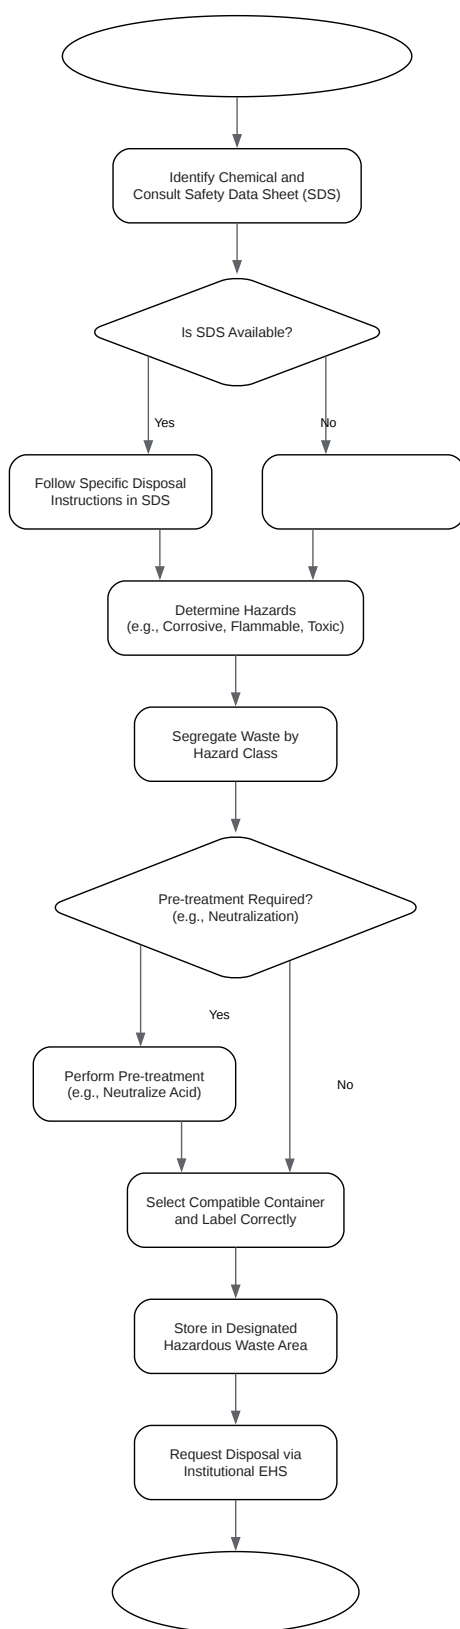 Identify Chemical and
Consult Safety Data Sheet (SDS)
Is SDS Available?
Yes
No
Follow Specific Disposal
Instructions in SDS
Determine Hazards
(e.g., Corrosive, Flammable, Toxic)
Segregate Waste by
Hazard Class
Pre-treatment Required?
(e.g., Neutralization)
Yes
Perform Pre-treatment
(e.g., Neutralize Acid)
No
Select Compatible Container
and Label Correctly
Store in Designated
Hazardous Waste Area
Request Disposal via
Institutional EHS